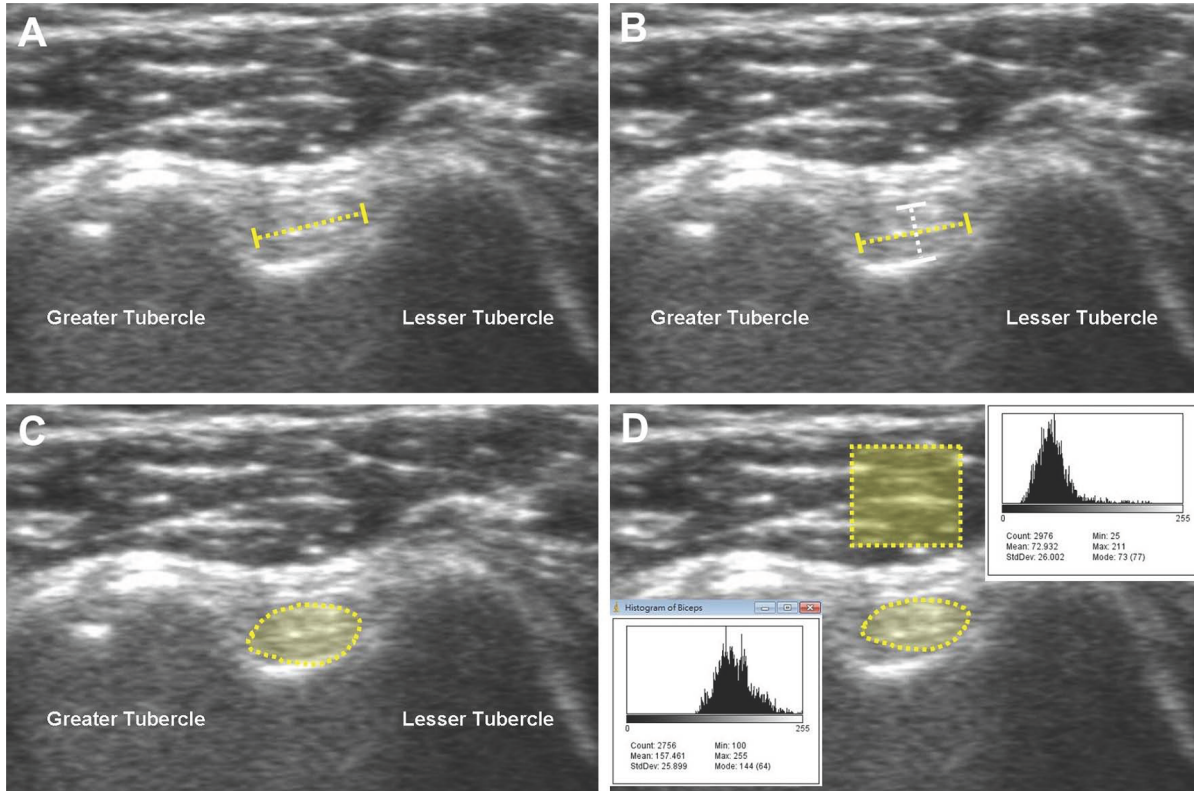 A
Greater Tubercle
Lesser Tubercle
B
Greater Tubercle
Lesser Tubercle
C
Greater Tubercle
Lesser Tubercle
D
0
255
Count: 2976
Min: 25
Mean: 72.932
Max: 211
StdDev: 26.002
Mode: 73 (77)
Histogram of Biceps
0
255
Count: 2756
Min: 100
Mean: 157.461
Max: 255
StdDev: 25.899
Mode: 144 (64)